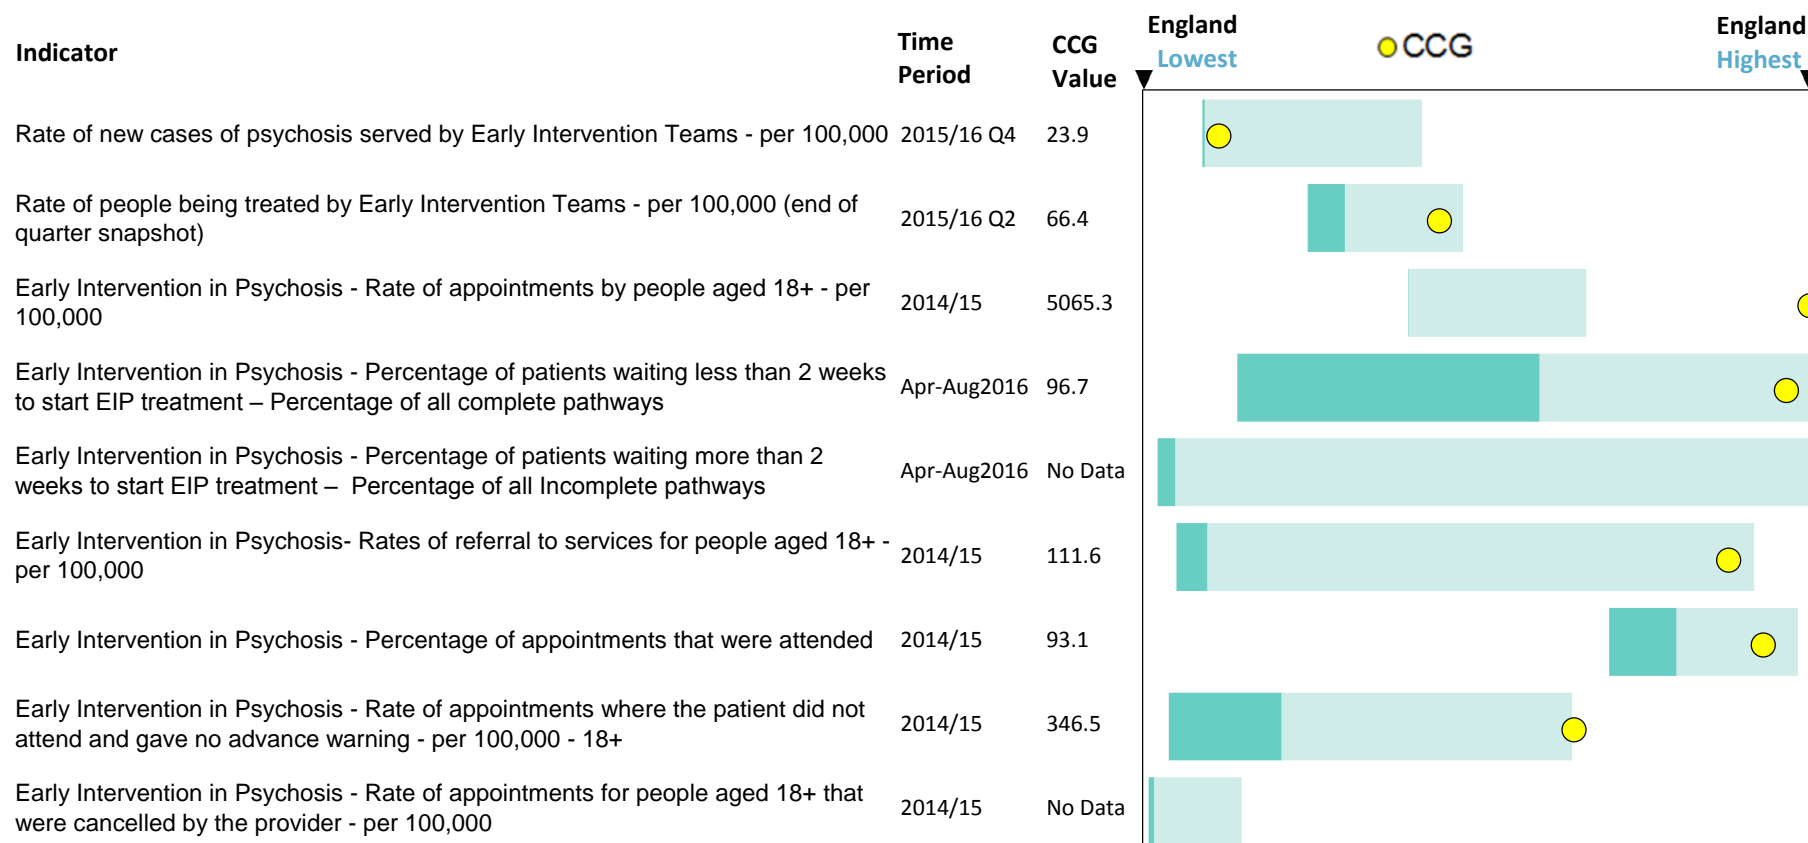 Indicator
Time
Period
CCG
Value
England
Lowest
CCG
England
Highest
Rate of new cases of psychosis served by Early Intervention Teams - per 100,000 2015/16 Q4 23.9
Rate of people being treated by Early Intervention Teams - per 100,000 (end of
quarter snapshot)
2015/16 Q2 66.4
Early Intervention in Psychosis - Rate of appointments by people aged 18+ - per
100,000
2014/15 5065.3
Early Intervention in Psychosis - Percentage of patients waiting less than 2 weeks
to start EIP treatment – Percentage of all complete pathways
Apr-Aug2016 96.7
Early Intervention in Psychosis - Percentage of patients waiting more than 2
weeks to start EIP treatment – Percentage of all Incomplete pathways
Apr-Aug2016 No Data
Early Intervention in Psychosis- Rates of referral to services for people aged 18+ -
per 100,000
2014/15 111.6
Early Intervention in Psychosis - Percentage of appointments that were attended 2014/15 93.1
Early Intervention in Psychosis - Rate of appointments where the patient did not
attend and gave no advance warning - per 100,000 - 18+
2014/15 346.5
Early Intervention in Psychosis - Rate of appointments for people aged 18+ that
were cancelled by the provider - per 100,000
2014/15 No Data